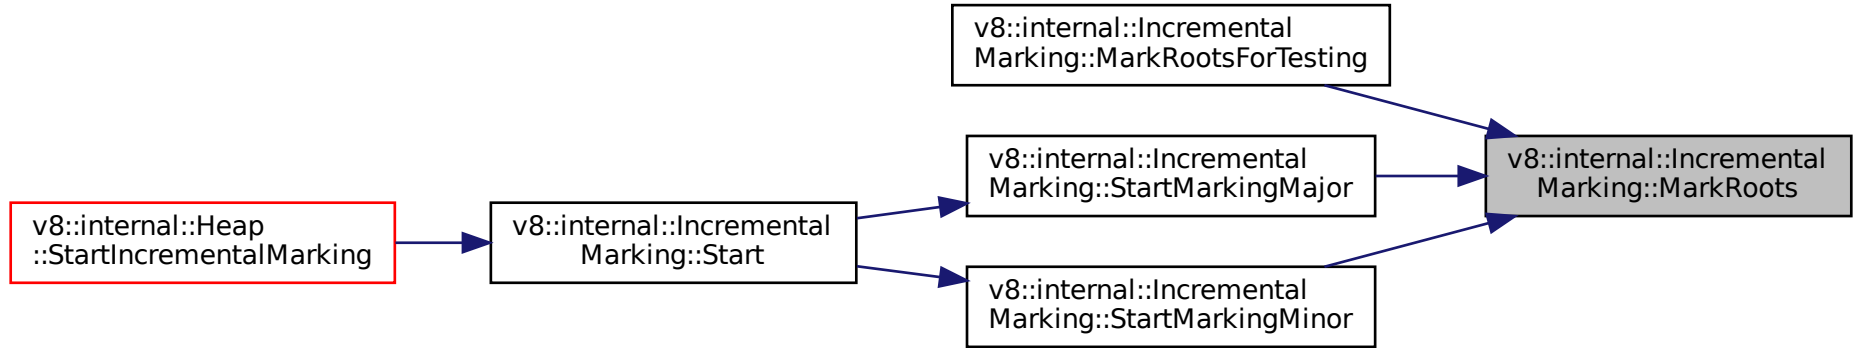 v8::internal::Incremental
Marking::MarkRootsForTesting
v8::internal::Incremental
Marking::StartMarkingMajor
v8::internal::Incremental
Marking::MarkRoots
v8::internal::Heap
::StartIncrementalMarking
v8::internal::Incremental
Marking::Start
v8::internal::Incremental
Marking::StartMarkingMinor